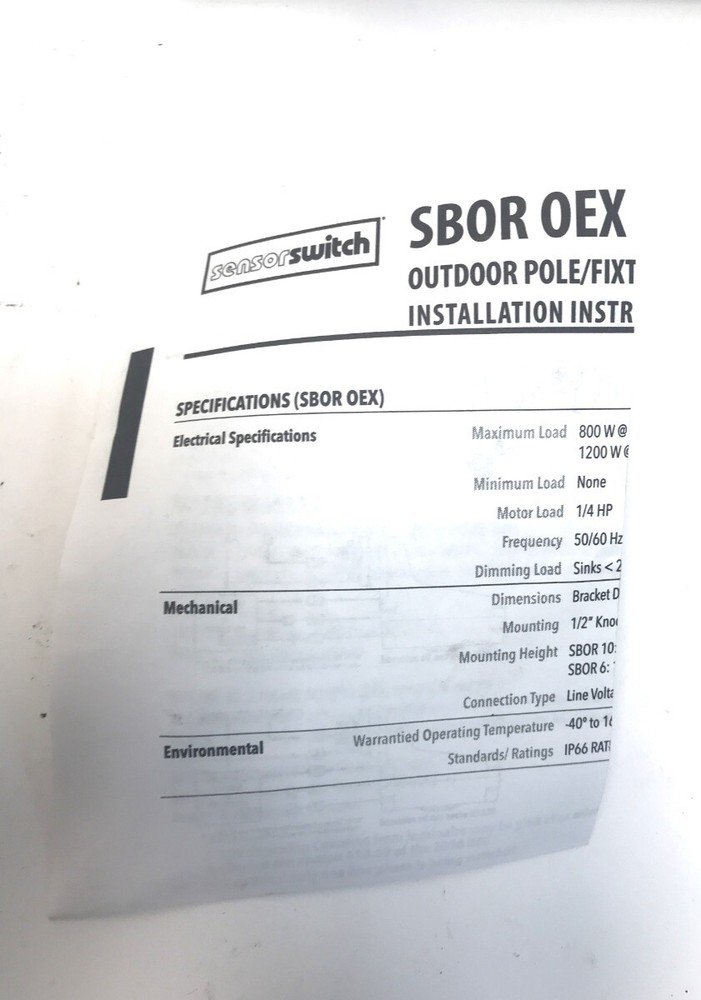 sensorswitch
SBOR OEX
OUTDOOR POLE/FIXT
INSTALLATION INSTR
SPECIFICATIONS (SBOR OEX)
Electrical Specifications
Maximum Load 800 W @
1200 W @
Minimum Load None
Motor Load 1/4 HP
Frequency 50/60 Hz
Dimming Load Sinks < 2
Mechanical
Dimensions Bracket D
Mounting 1/2" Kno
Mounting Height SBOR 10:
SBOR 6:
Connection Type Line Volta
Environmental
Warrantied Operating Temperature -40° to 16
Standards/ Ratings IP66 RAT